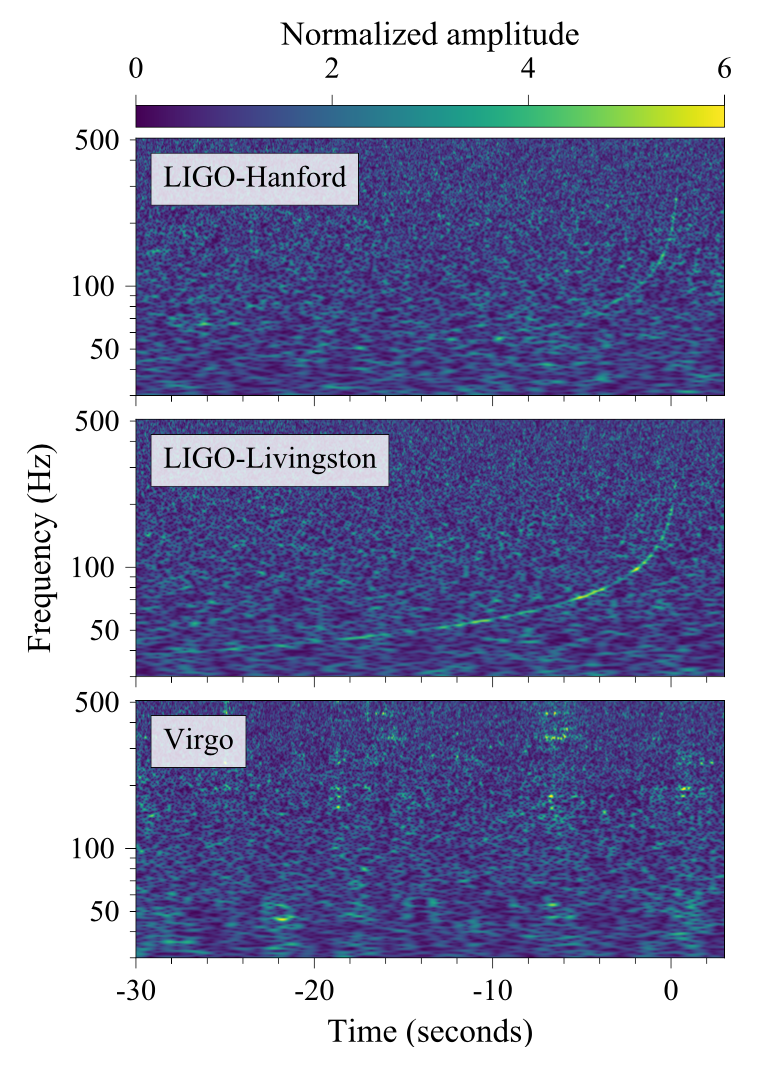 Normalized amplitude
0 2 4 6
500
LIGO-Hanford
100
50
500
LIGO-Livingston
100
50
Frequency (Hz)
500
Virgo
100
50
-30 -20 -10 0
Time (seconds)